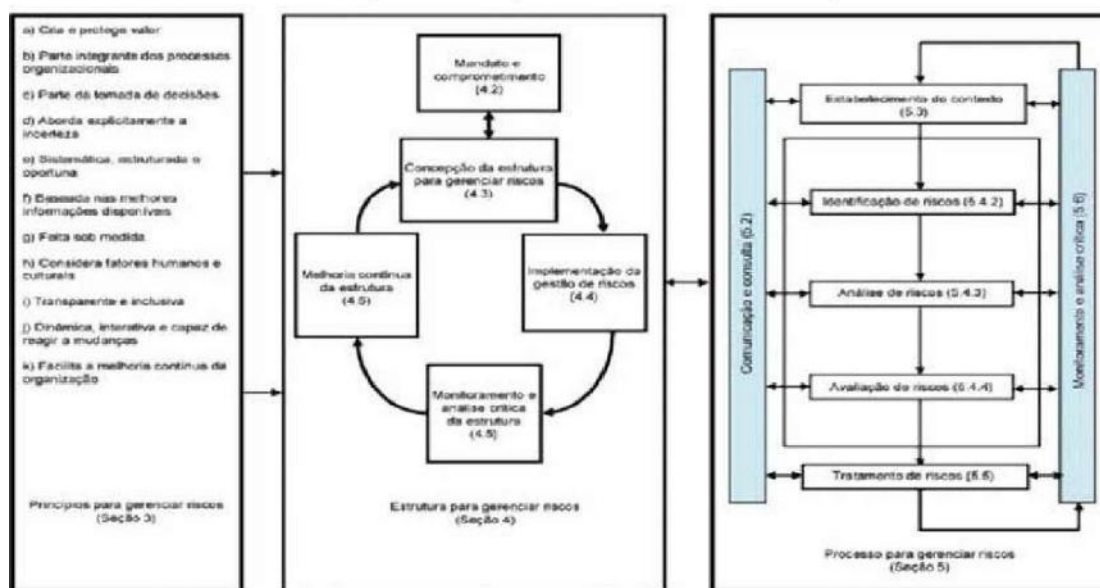 a) Cria e protege valor
b) Parte integrante dos processos
organizacionais
c) Parte da tomada de decisões
d) Aborda explicitamente a
incerteza
e) Sistemática, estruturada e
oportuna
f) Baseada nas melhores
informações disponíveis
g) Feita sob medida
h) Considera fatores humanos e
culturais
i) Transparente e inclusiva
j) Dinâmica, interativa e capaz de
reagir a mudanças
k) Facilita a melhoria contínua da
organização
Princípios para gerenciar riscos
(Seção 3)
Mandato e
comprometimento
(4.2)
Concepção da estrutura
para gerenciar riscos
(4.3)
Implementação da
gestão de riscos
(4.4)
Melhoria contínua
da estrutura
(4.6)
Monitoramento e
análise crítica
da estrutura
(4.5)
Estrutura para gerenciar riscos
(Seção 4)
Comunicação e consulta (5.2)
Estabelecimento do contexto
(5.3)
Identificação de riscos (5.4.2)
Análise de riscos (5.4.3)
Avaliação de riscos (5.4.4)
Tratamento de riscos (5.5)
Monitoramento e análise crítica (5.6)
Processo para gerenciar riscos
(Seção 5)